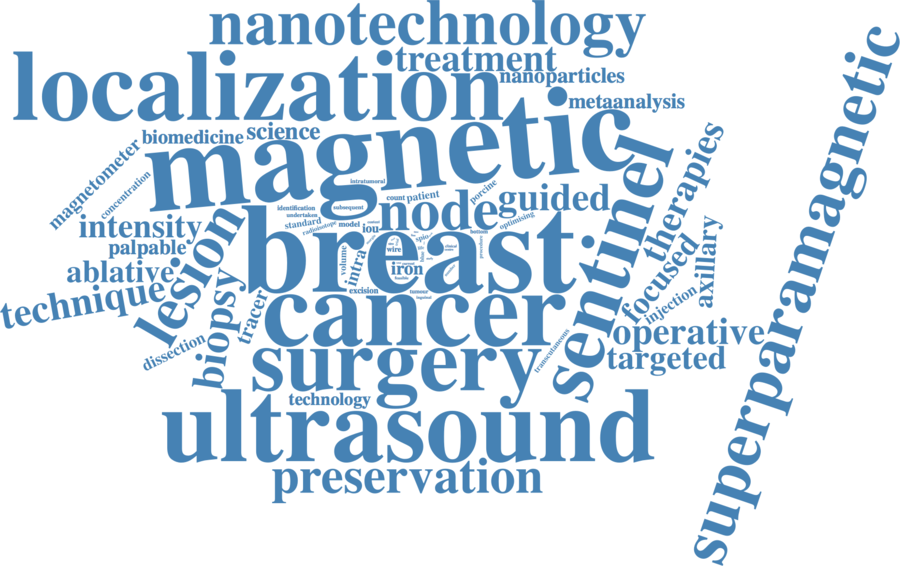 nanotechnology
treatment
localization
nanoparticles
metaanalysis
superparamagnetic
magnetic
biomedicine
science
magnetometer
concentration
intratumoral
count
patient
porcine
guided
sentinel
therapies
node
identification
subsequent
undertaken
standard
radioisotope
model
iou
optimising
intensity
palpable
lesion
breast
axillary
ablative
volume
intra
wire
iron
focused
technique
excision
tumour
injection
biopsy
tracer
cancer
operative
targeted
dissection
surgery
transcutaneous
technology
ultrasound
preservation